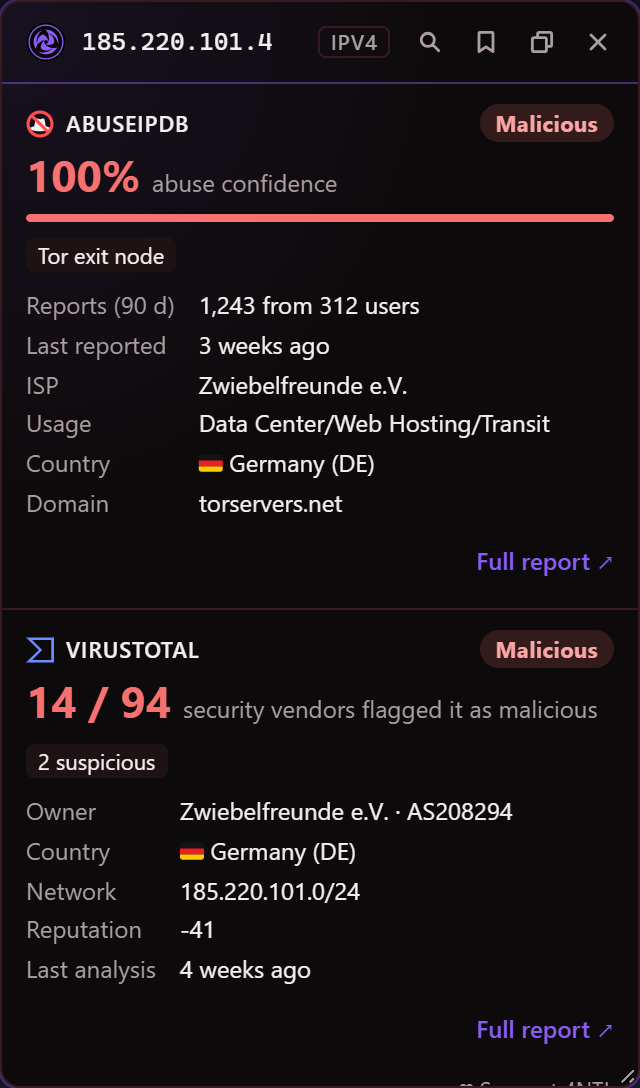 185.220.101.4 IPV4
ABUSEIPDB Malicious
100% abuse confidence
Tor exit node
Reports (90 d) 1,243 from 312 users
Last reported 3 weeks ago
ISP Zwiebelfreunde e.V.
Usage Data Center/Web Hosting/Transit
Country Germany (DE)
Domain torservers.net
Full report ↗
VIRUSTOTAL Malicious
14 / 94 security vendors flagged it as malicious
2 suspicious
Owner Zwiebelfreunde e.V. · AS208294
Country Germany (DE)
Network 185.220.101.0/24
Reputation -41
Last analysis 4 weeks ago
Full report ↗